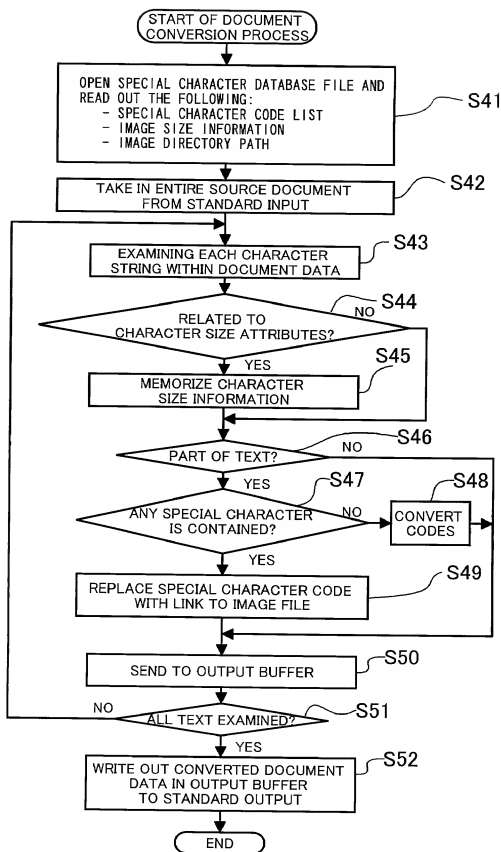 START OF DOCUMENT
CONVERSION PROCESS
OPEN SPECIAL CHARACTER DATABASE FILE AND
READ OUT THE FOLLOWING:
- SPECIAL CHARACTER CODE LIST
- IMAGE SIZE INFORMATION
- IMAGE DIRECTORY PATH
S41
TAKE IN ENTIRE SOURCE DOCUMENT
FROM STANDARD INPUT
S42
EXAMINING EACH CHARACTER
STRING WITHIN DOCUMENT DATA
S43
RELATED TO
CHARACTER SIZE ATTRIBUTES?
S44
NO
YES
MEMORIZE CHARACTER
SIZE INFORMATION
S45
PART OF TEXT?
S46
NO
YES
ANY SPECIAL CHARACTER
IS CONTAINED?
S47
NO
CONVERT
CODES
S48
YES
REPLACE SPECIAL CHARACTER CODE
WITH LINK TO IMAGE FILE
S49
SEND TO OUTPUT BUFFER
S50
NO
ALL TEXT EXAMINED?
S51
YES
WRITE OUT CONVERTED DOCUMENT
DATA IN OUTPUT BUFFER
TO STANDARD OUTPUT
S52
END